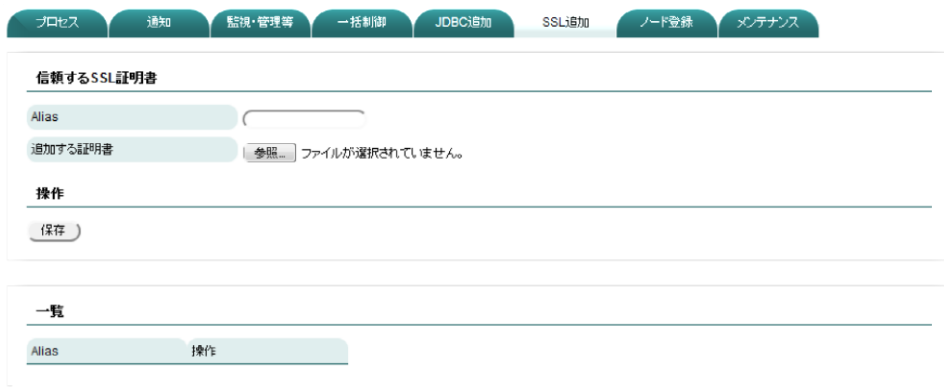 プロセス 通知 監視・管理等 一括制御 JDBC追加 SSL追加 ノード登録 メンテナンス
信頼するSSL証明書
Alias
追加する証明書 参照... ファイルが選択されていません。
操作
保存
一覧
Alias 操作